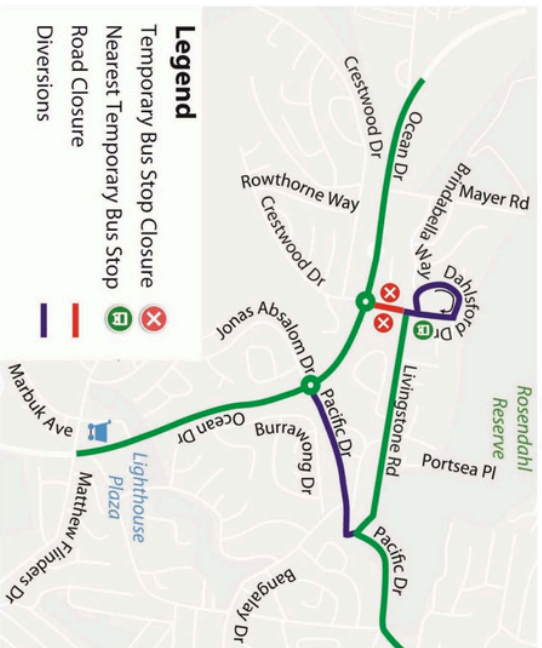 Legend
Temporary Bus Stop Closure
Nearest Temporary Bus Stop
Road Closure
Diversions
Crestwood Dr
Ocean Dr
Rowthorne Way
Crestwood Dr
Mayer Rd
Brindabella Way
Dahlsford Dr
Jonas Absalom Dr
Pacific Dr
Livingstone Rd
Rosendahl
Reserve
Portsea Pl
Burrawong Dr
Ocean Dr
Pacific Dr
Marbuk Ave
Lighthouse
Plaza
Matthew Flinders Dr
Bangalay Dr